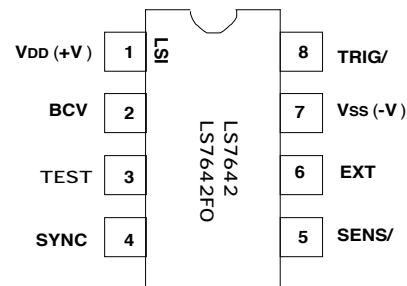 VDD (+V )
1
LSI
8
TRIG/
BCV
2
7
VSS (-V )
LS7642
LS7642FO
TEST
3
6
EXT
SYNC
4
5
SENS/